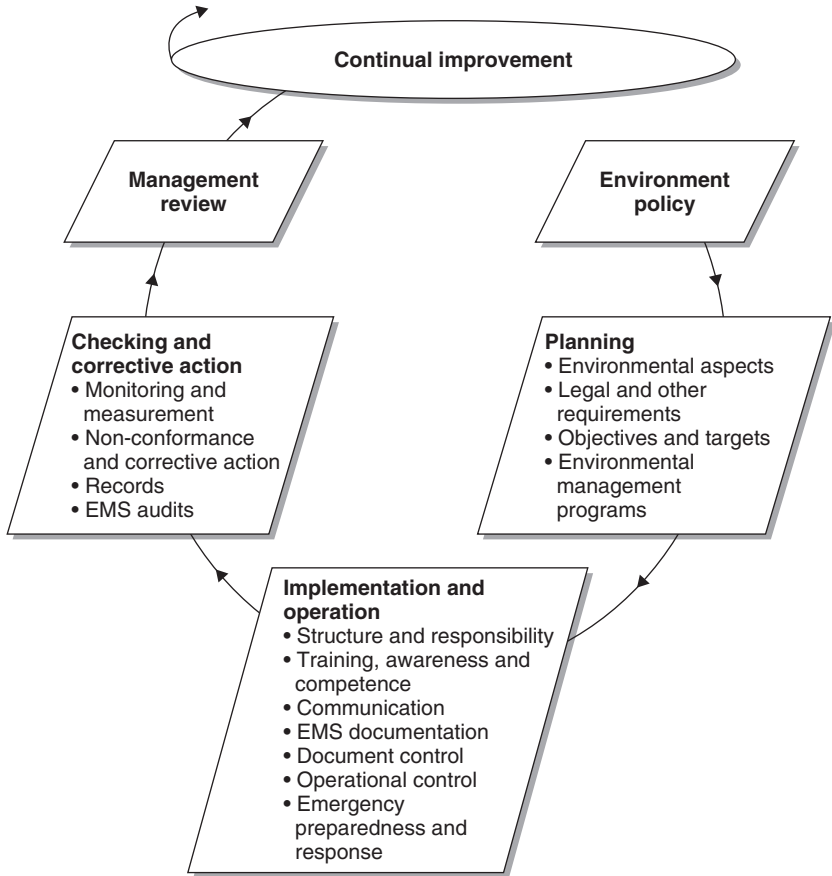 Continual improvement
Management
review
Environment
policy
Checking and
corrective action
• Monitoring and
measurement
• Non-conformance
and corrective action
• Records
• EMS audits
Planning
• Environmental aspects
• Legal and other
requirements
• Objectives and targets
• Environmental
management
programs
Implementation and
operation
• Structure and responsibility
• Training, awareness and
competence
• Communication
• EMS documentation
• Document control
• Operational control
• Emergency
preparedness and
response